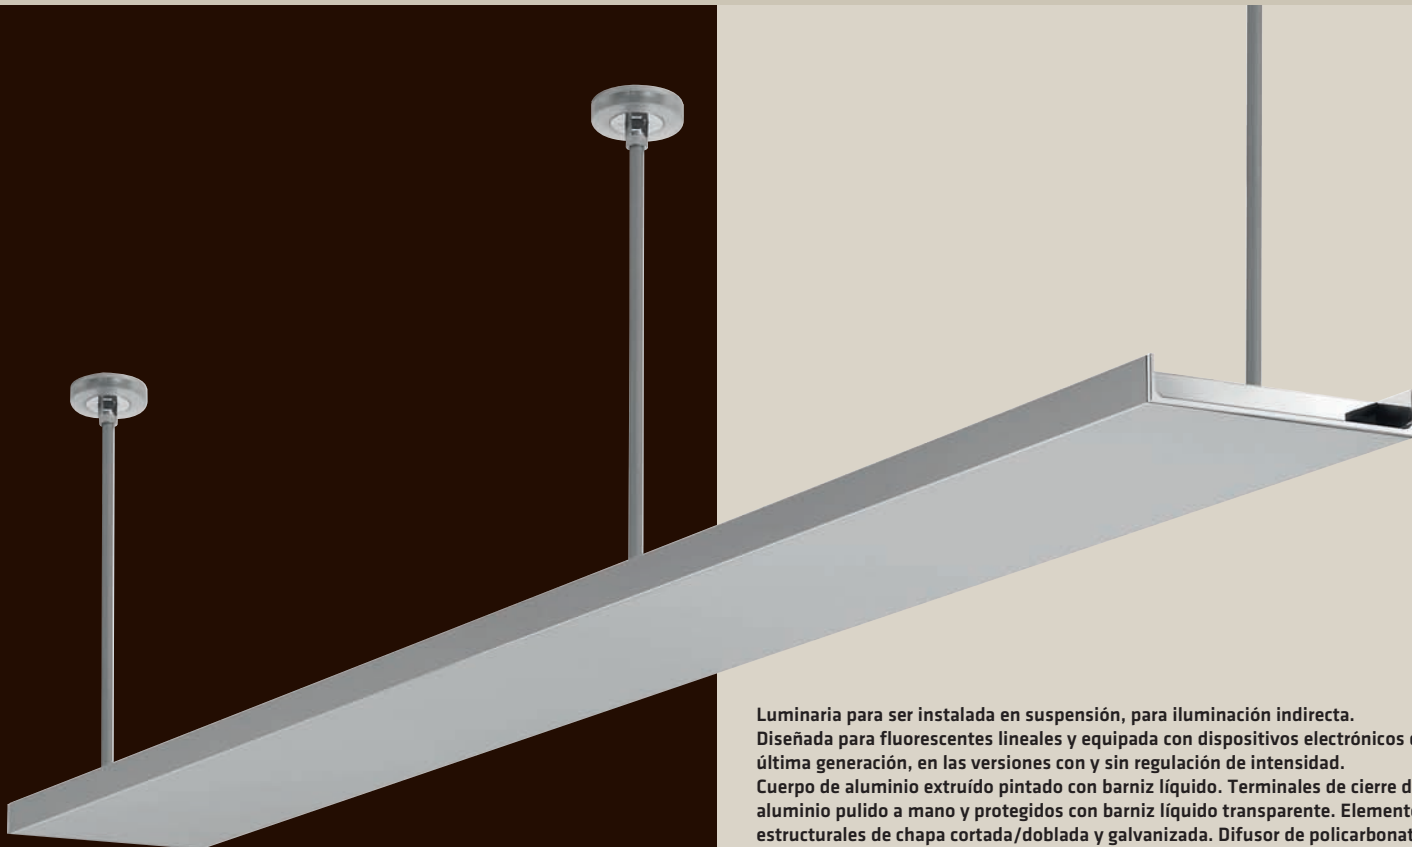 Luminaria para ser instalada en suspensión, para iluminación indirecta.
Diseñada para fluorescentes lineales y equipada con dispositivos electrónicos
última generación, en las versiones con y sin regulación de intensidad.
Cuerpo de aluminio extruído pintado con barniz líquido. Terminales de cierre d
aluminio pulido a mano y protegidos con barniz líquido transparente. Element
estructurales de chapa cortada/doblada y galvanizada. Difusor de policarbonat